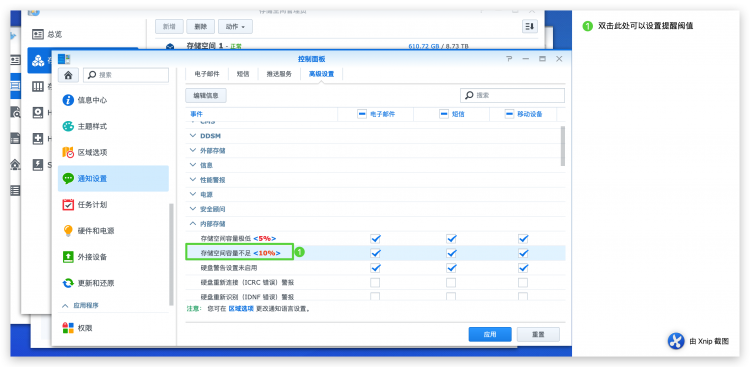 存储空间管理员
总览
新增
删除
动作
存储空间 1 - 正常
610.72 GB / 8.73 TB
控制面板
搜索
信息中心
主题样式
区域选项
通知设置
任务计划
硬件和电源
外接设备
更新和还原
应用程序
权限
电子邮件
短信
推送服务
高级设置
编辑信息
搜索
事件
电子邮件
短信
移动设备
CMS
DDSM
外部存储
信息
性能警报
电源
安全顾问
内部存储
存储空间容量极低 <5%>
存储空间容量不足 <10%>
1
硬盘警告设置未启用
硬盘重新连接（ICRC 错误）警报
硬盘重新识别（IDNF 错误）警报
注意： 您可在 区域选项 更改通知语言设置。
应用
重置
1 双击此处可以设置提醒阀值
由 Xnip 截图